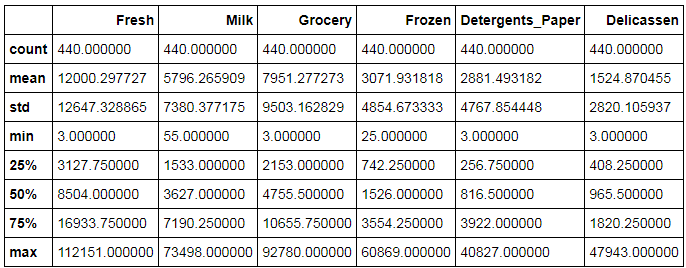 Fresh Milk Grocery Frozen Detergents_Paper Delicassen
count 440.000000 440.000000 440.000000 440.000000 440.000000 440.000000
mean 12000.297727 5796.265909 7951.277273 3071.931818 2881.493182 1524.870455
std 12647.328865 7380.377175 9503.162829 4854.673333 4767.854448 2820.105937
min 3.000000 55.000000 3.000000 25.000000 3.000000 3.000000
25% 3127.750000 1533.000000 2153.000000 742.250000 256.750000 408.250000
50% 8504.000000 3627.000000 4755.500000 1526.000000 816.500000 965.500000
75% 16933.750000 7190.250000 10655.750000 3554.250000 3922.000000 1820.250000
max 112151.000000 73498.000000 92780.000000 60869.000000 40827.000000 47943.000000